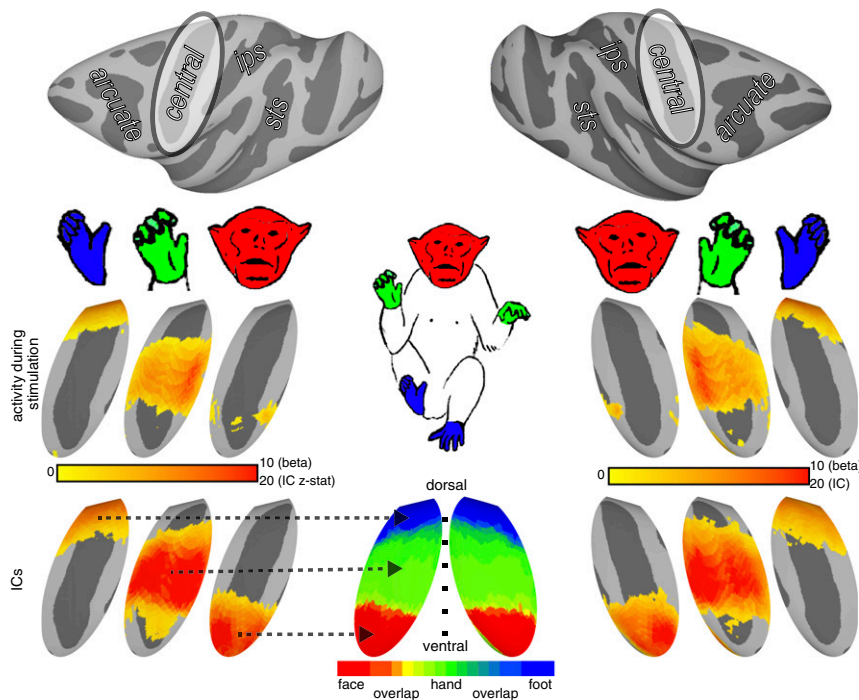 arcuate
central
ips
sts
ips
central
sts
arcuate
activity during
stimulation
0
10 (beta)
20 (IC z-stat)
0
10 (beta)
20 (IC)
dorsal
ICs
ventral
face
hand
foot
overlap
overlap